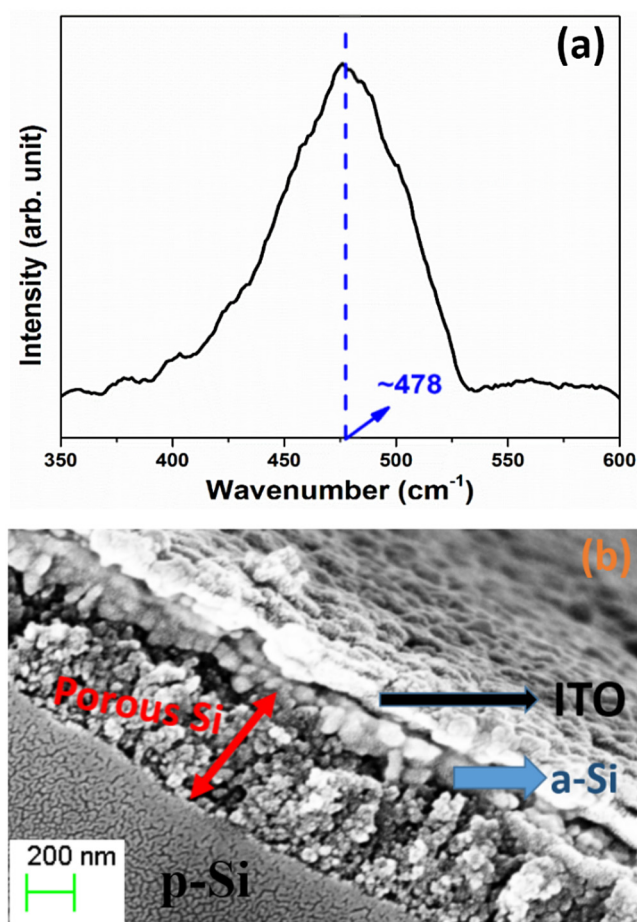 (a)
Intensity (arb. unit)
~478
350 400 450 500 550 600
Wavenumber (cm⁻¹)
(b)
Porous Si
ITO
a-Si
200 nm
p-Si